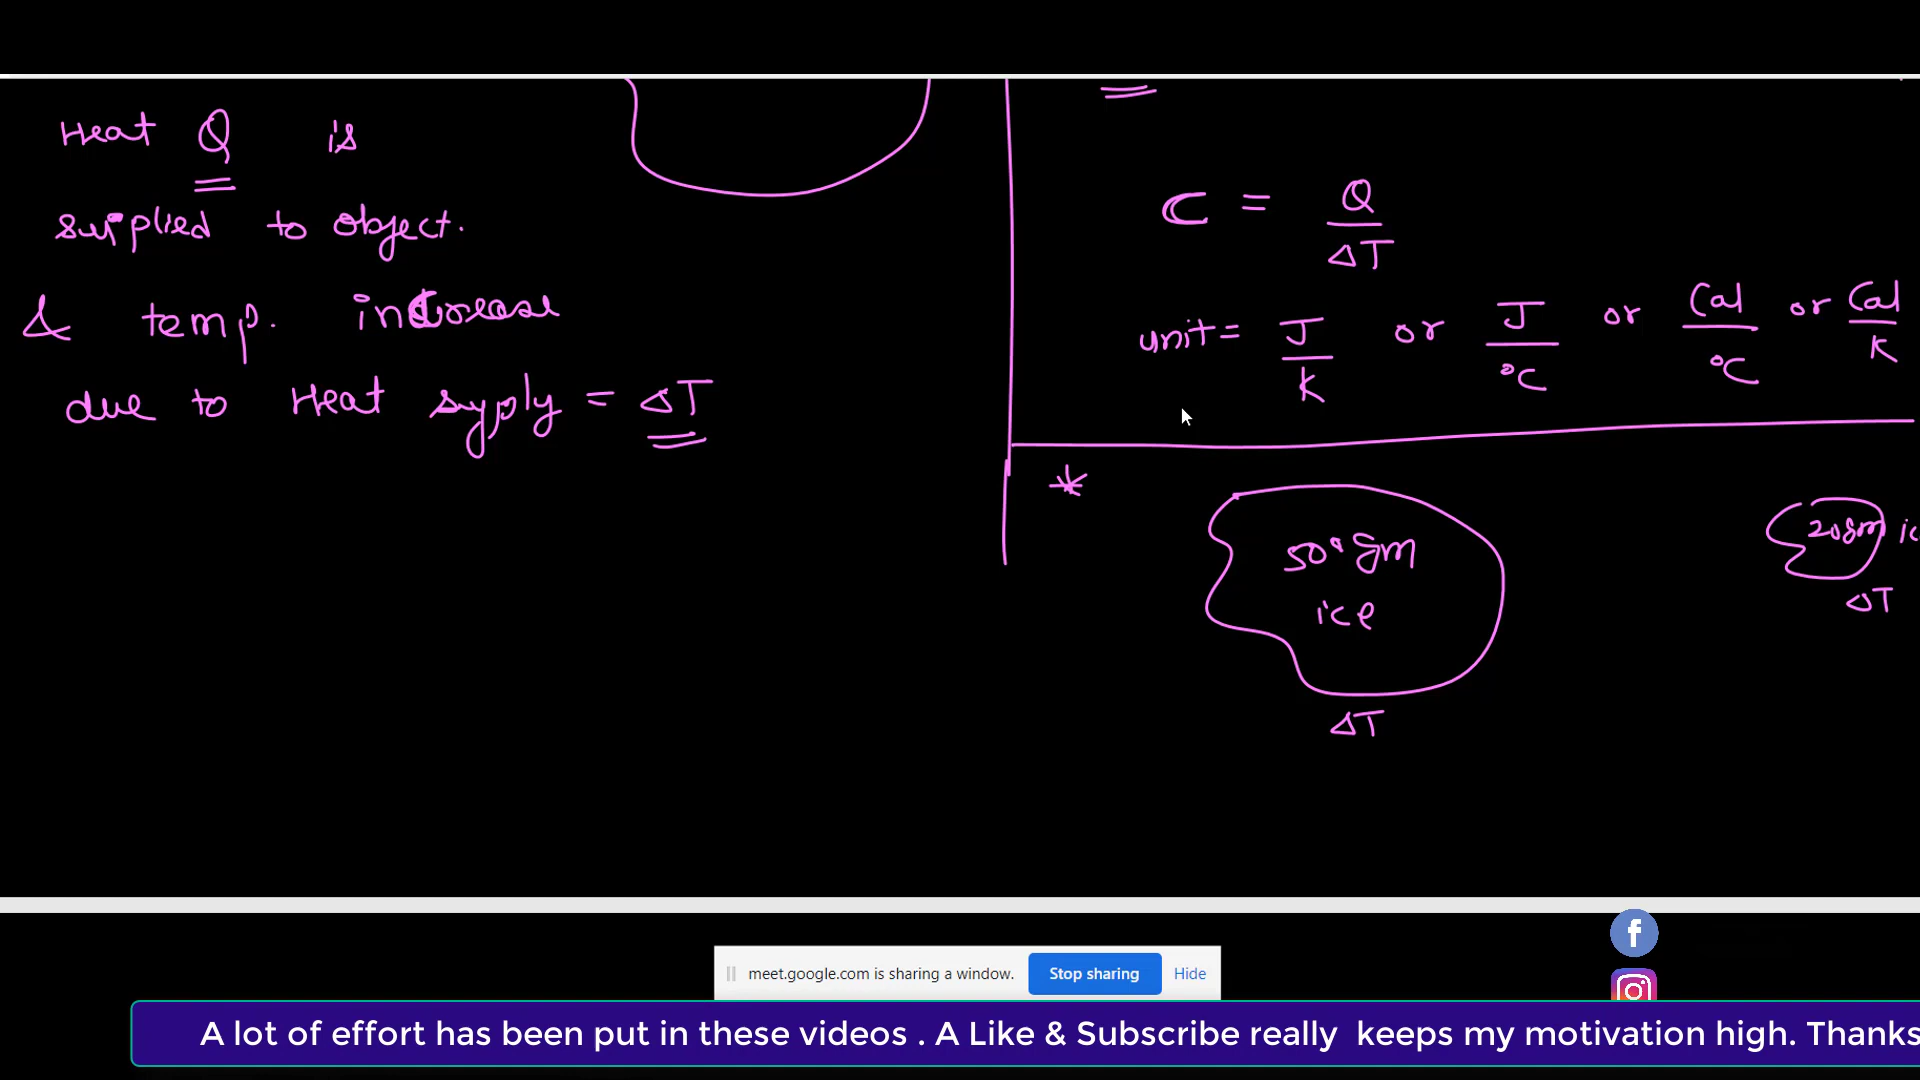 Heat Q is
supplied to object.
& temp. increase
due to Heat supply = ΔT
C = Q/ΔT
unit = J/K or J/°C or Cal/°C or Cal/K
*
50 gm
ice
ΔT
20gm ic
ΔT
meet.google.com is sharing a window. Stop sharing Hide
A lot of effort has been put in these videos . A Like & Subscribe really keeps my motivation high. Thanks